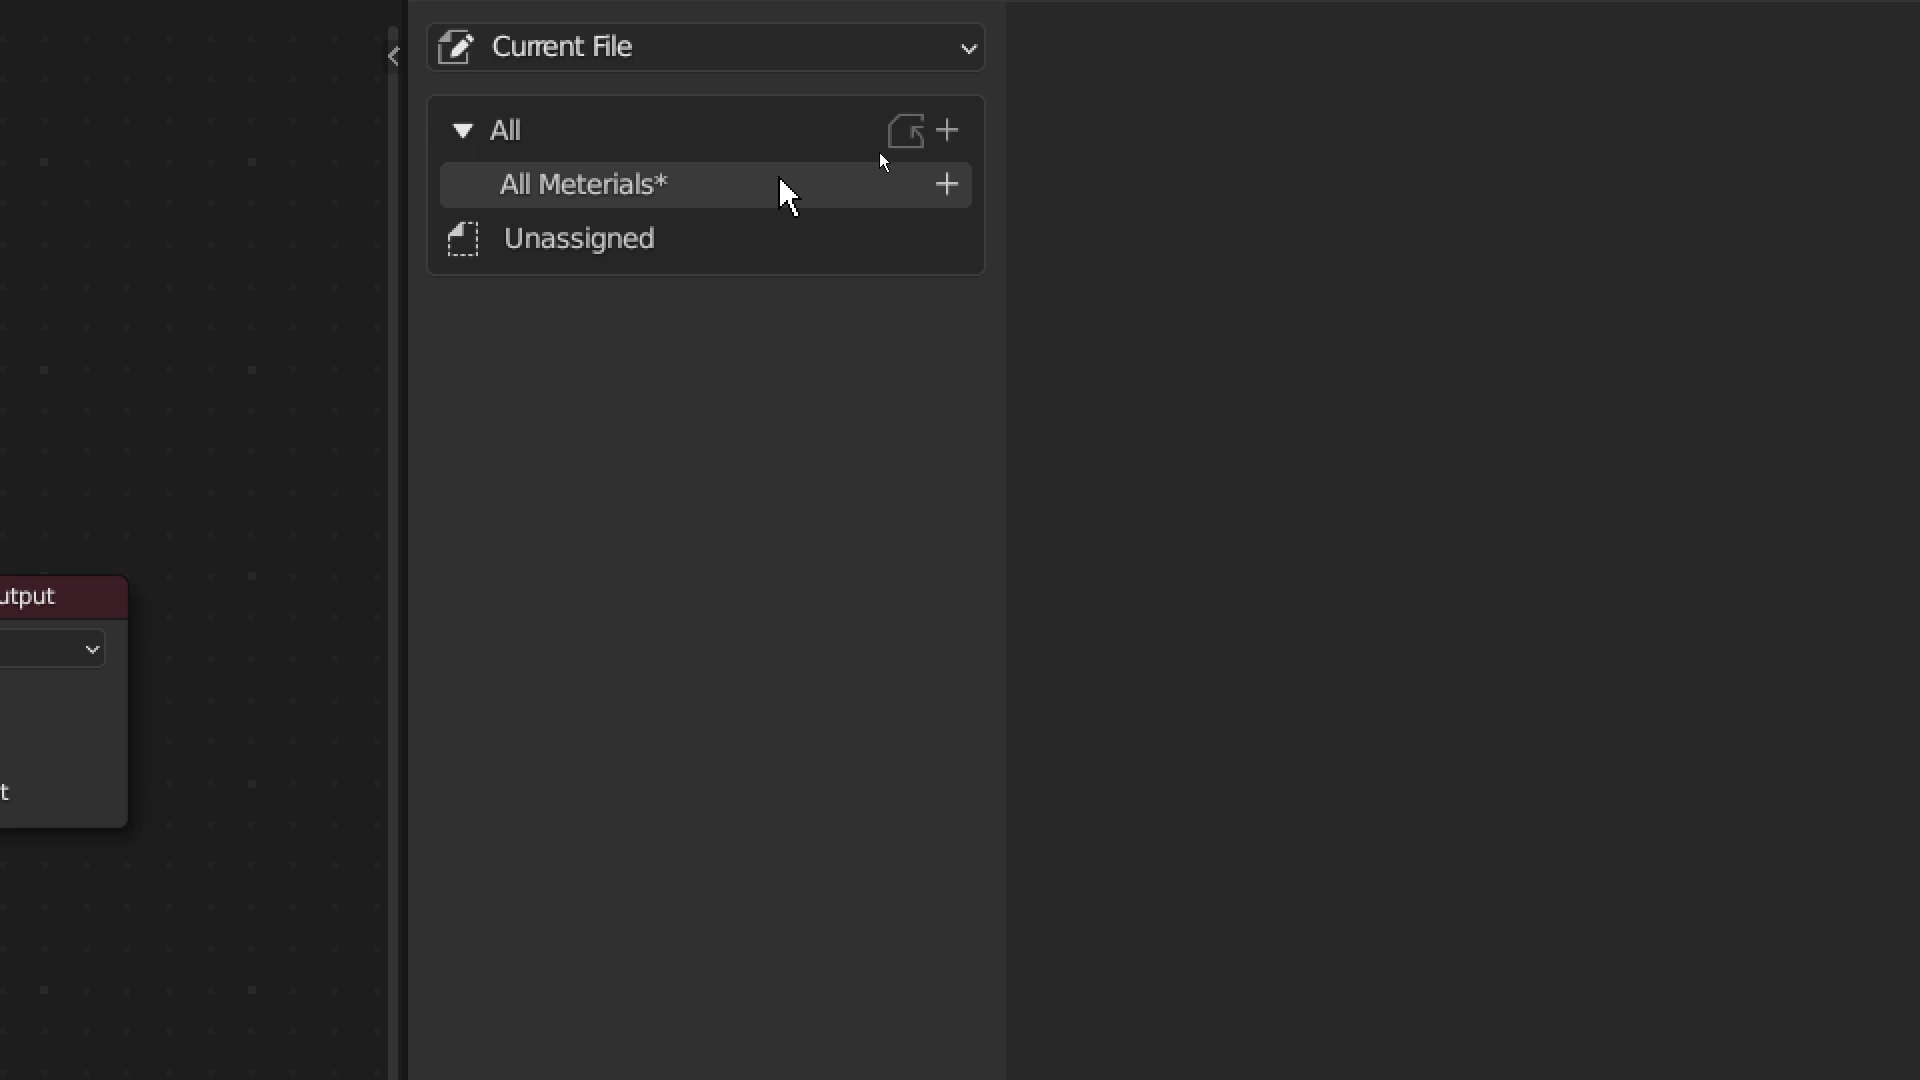 Current File
All
All Meterials*
Unassigned
utput
t